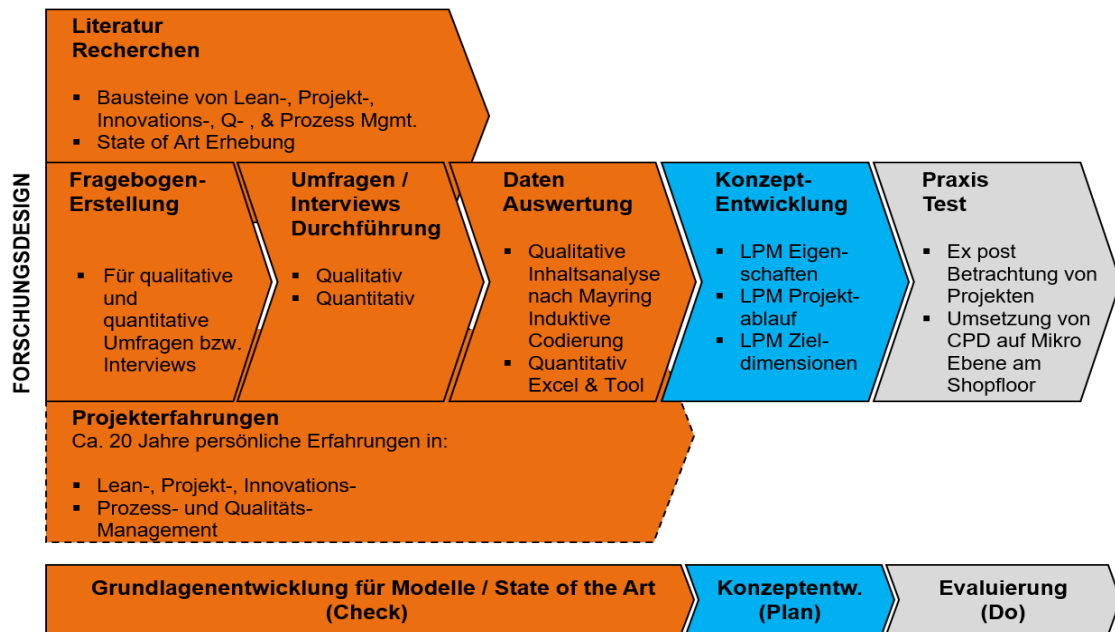 FORSCHUNGSDESIGN
Literatur
Recherchen
▪ Bausteine von Lean-, Projekt-,
Innovations-, Q- , & Prozess Mgmt.
▪ State of Art Erhebung
Fragebogen-
Erstellung
▪ Für qualitative
und
quantitative
Umfragen bzw.
Interviews
Umfragen /
Interviews
Durchführung
▪ Qualitativ
▪ Quantitativ
Daten
Auswertung
▪ Qualitative
Inhaltsanalyse
nach Mayring
Induktive
Codierung
▪ Quantitativ
Excel & Tool
Konzept-
Entwicklung
▪ LPM Eigen-
schaften
▪ LPM Projekt-
ablauf
▪ LPM Ziel-
dimensionen
Praxis
Test
▪ Ex post
Betrachtung von
Projekten
▪ Umsetzung von
CPD auf Mikro
Ebene am
Shopfloor
Projekterfahrungen
Ca. 20 Jahre persönliche Erfahrungen in:
▪ Lean-, Projekt-, Innovations-
▪ Prozess- und Qualitäts-
Management
Grundlagenentwicklung für Modelle / State of the Art
(Check)
Konzeptentw.
(Plan)
Evaluierung
(Do)